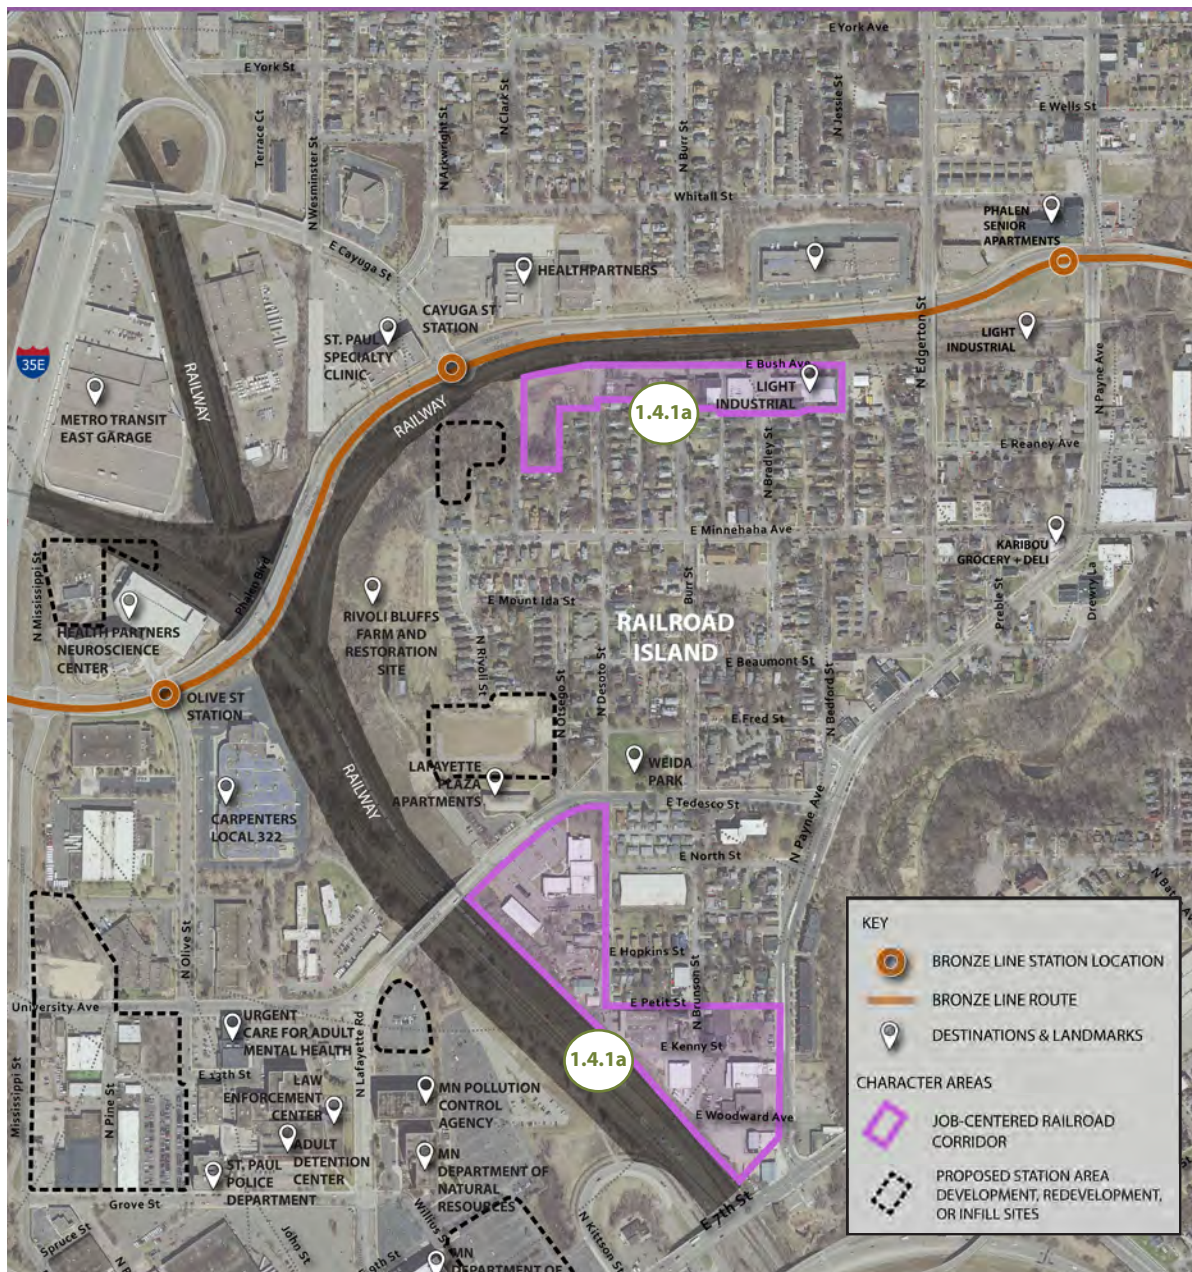 E York Ave
E York St
E Wells St
Terrace Ct
N Wesminster St
N Arkwright St
N Clark St
N Burr St
N Jessie St
Whitall St
PHALEN
SENIOR
APARTMENTS
E Cayuga St
HEALTHPARTNERS
CAYUGA ST
STATION
ST. PAUL
SPECIALTY
CLINIC
N Edgerton St
LIGHT
INDUSTRIAL
N Payne Ave
35E
RAILWAY
METRO TRANSIT
EAST GARAGE
RAILWAY
E Bush Ave
LIGHT
INDUSTRIAL
1.4.1a
N Bradley St
E Reaney Ave
E Minnehaha Ave
KARIBOU
GROCERY + DELI
N Mississippi St
Phalen Blvd
HEALTH PARTNERS
NEUROSCIENCE
CENTER
RIVOLI BLUFFS
FARM AND
RESTORATION
SITE
E Mount Ida St
Burr St
Preble St
Drewry La
RAILROAD
ISLAND
N Rivoli St
E Beaumont St
N Otsego St
N Desoto St
N Bedford St
E Fred St
OLIVE ST
STATION
RAILWAY
LAFAYETTE
PLAZA
APARTMENTS
WEIDA
PARK
CARPENTERS
LOCAL 322
E Tedesco St
N Payne Ave
E North St
N Olive St
E Hopkins St
N Brunson St
E Petit St
University Ave
URGENT
CARE FOR ADULT
MENTAL HEALTH
N Lafayette Rd
E Kenny St
1.4.1a
Mississippi St
N Pine St
E 13th St
LAW
ENFORCEMENT
CENTER
MN POLLUTION
CONTROL
AGENCY
E Woodward Ave
ADULT
DETENTION
CENTER
ST. PAUL
POLICE
DEPARTMENT
MN
DEPARTMENT OF
NATURAL
RESOURCES
Grove St
E 7th St
Spruce St
John St
Willius St
N Kittson St
E 9th St
MN
DEPARTMENT OF
KEY
BRONZE LINE STATION LOCATION
BRONZE LINE ROUTE
DESTINATIONS & LANDMARKS
CHARACTER AREAS
JOB-CENTERED RAILROAD
CORRIDOR
PROPOSED STATION AREA
DEVELOPMENT, REDEVELOPMENT,
OR INFILL SITES